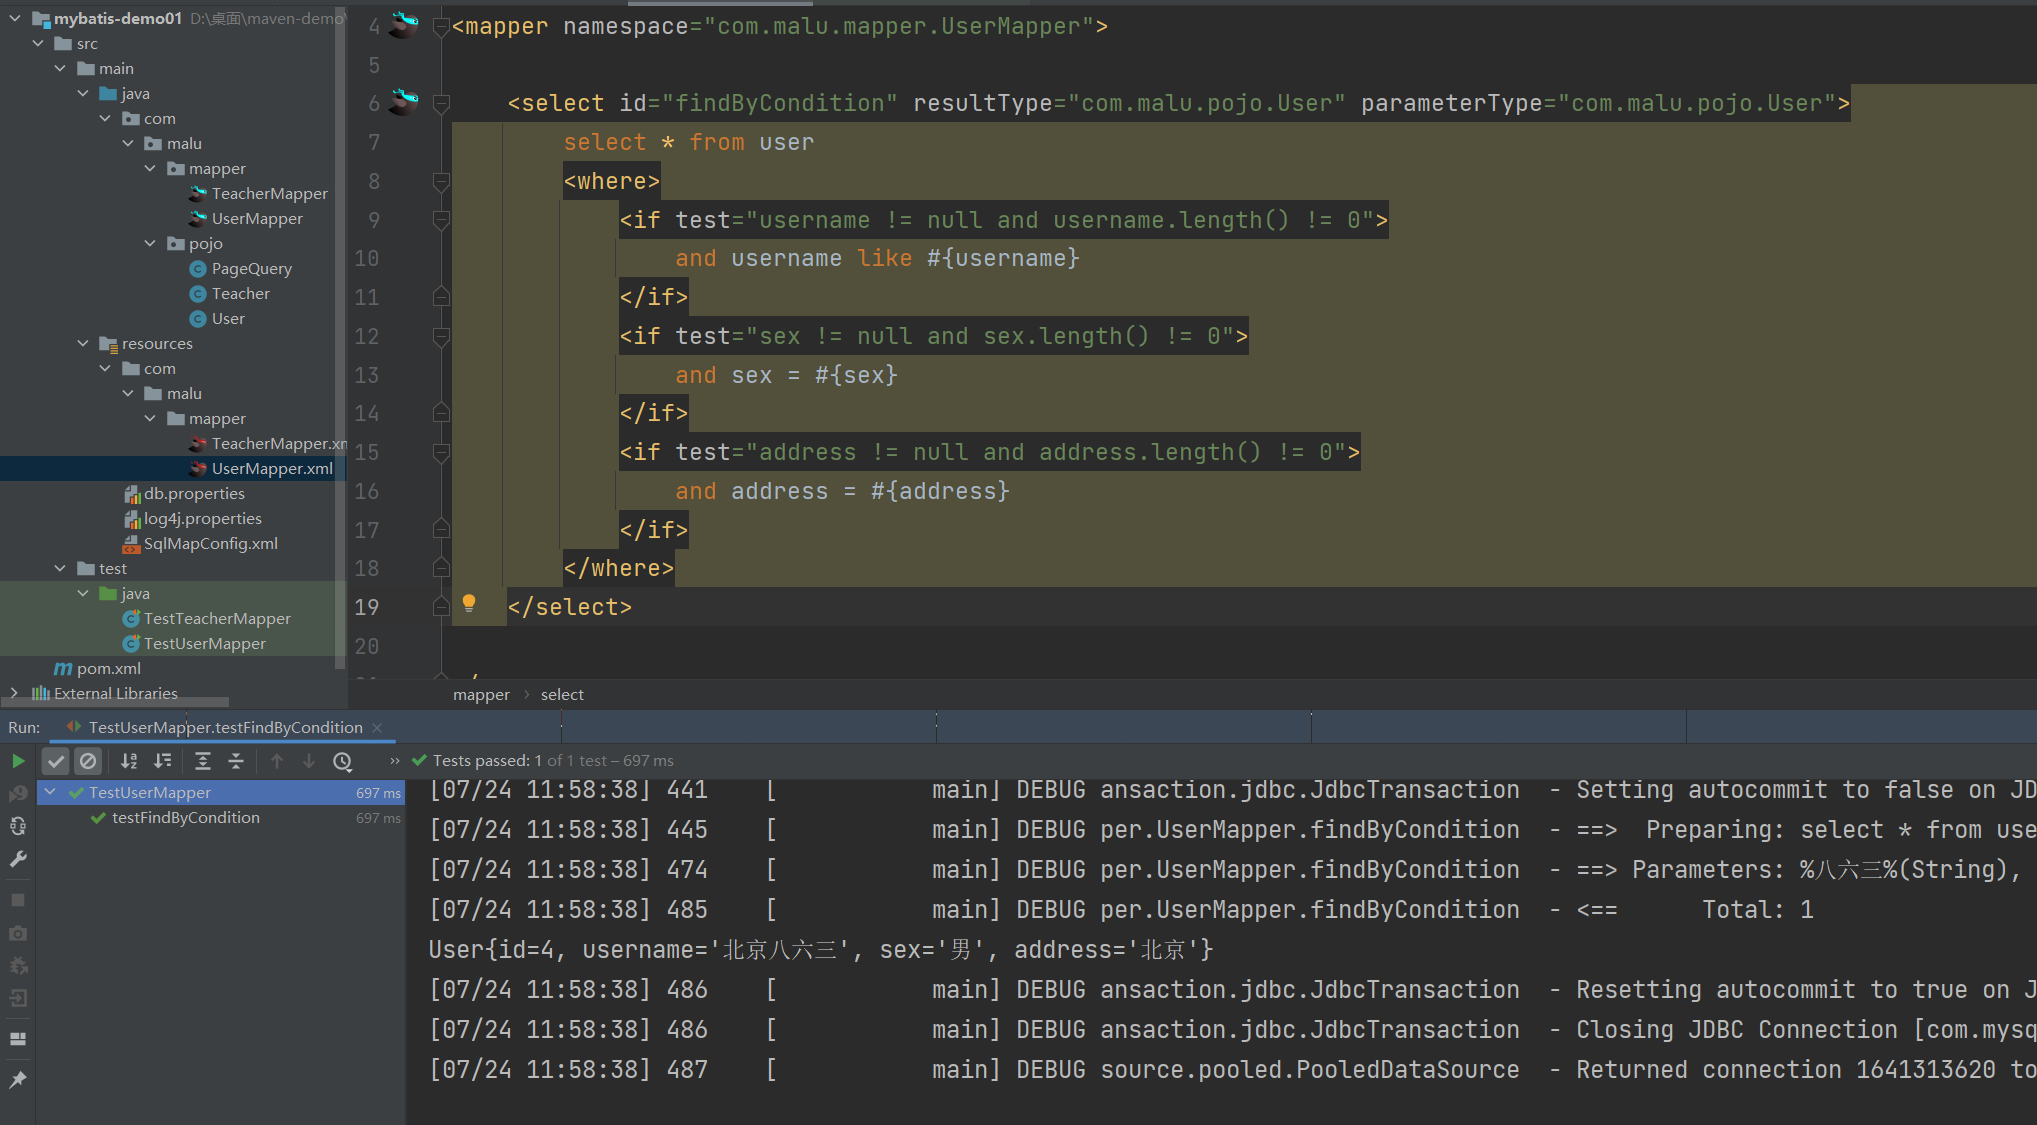 mybatis-demo01 D:\桌面\maven-demo\
src
main
java
com
malu
mapper
TeacherMapper
UserMapper
pojo
PageQuery
Teacher
User
resources
com
malu
mapper
TeacherMapper.xm
UserMapper.xml
db.properties
log4j.properties
SqlMapConfig.xml
test
java
TestTeacherMapper
TestUserMapper
pom.xml
External Libraries
4 <mapper namespace="com.malu.mapper.UserMapper">
5
6 <select id="findByCondition" resultType="com.malu.pojo.User" parameterType="com.malu.pojo.User">
7 select * from user
8 <where>
9 <if test="username != null and username.length() != 0">
10 and username like #{username}
11 </if>
12 <if test="sex != null and sex.length() != 0">
13 and sex = #{sex}
14 </if>
15 <if test="address != null and address.length() != 0">
16 and address = #{address}
17 </if>
18 </where>
19 </select>
20
mapper › select
Run: TestUserMapper.testFindByCondition ×
» Tests passed: 1 of 1 test – 697 ms
TestUserMapper 697 ms
testFindByCondition 697 ms
[07/24 11:58:38] 441 [ main] DEBUG ansaction.jdbc.JdbcTransaction - Setting autocommit to false on JD
[07/24 11:58:38] 445 [ main] DEBUG per.UserMapper.findByCondition - ==> Preparing: select * from use
[07/24 11:58:38] 474 [ main] DEBUG per.UserMapper.findByCondition - ==> Parameters: %八六三%(String),
[07/24 11:58:38] 485 [ main] DEBUG per.UserMapper.findByCondition - <== Total: 1
User{id=4, username='北京八六三', sex='男', address='北京'}
[07/24 11:58:38] 486 [ main] DEBUG ansaction.jdbc.JdbcTransaction - Resetting autocommit to true on J
[07/24 11:58:38] 486 [ main] DEBUG ansaction.jdbc.JdbcTransaction - Closing JDBC Connection [com.mysq
[07/24 11:58:38] 487 [ main] DEBUG source.pooled.PooledDataSource - Returned connection 1641313620 to